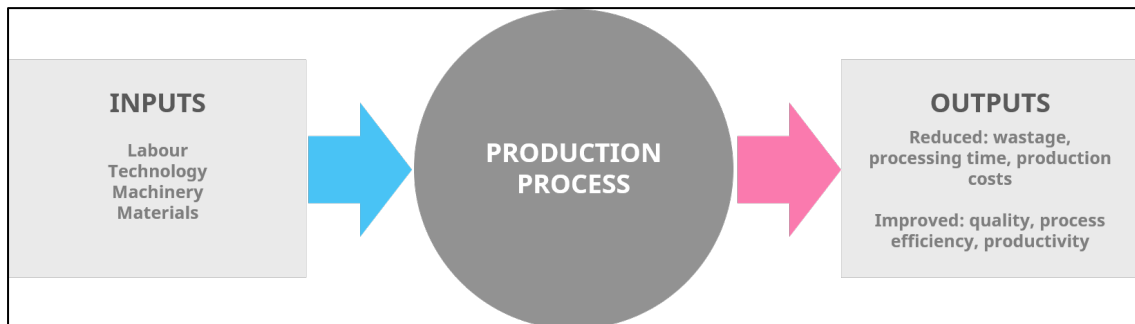 INPUTS
Labour
Technology
Machinery
Materials
PRODUCTION
PROCESS
OUTPUTS
Reduced: wastage,
processing time, production
costs
Improved: quality, process
efficiency, productivity